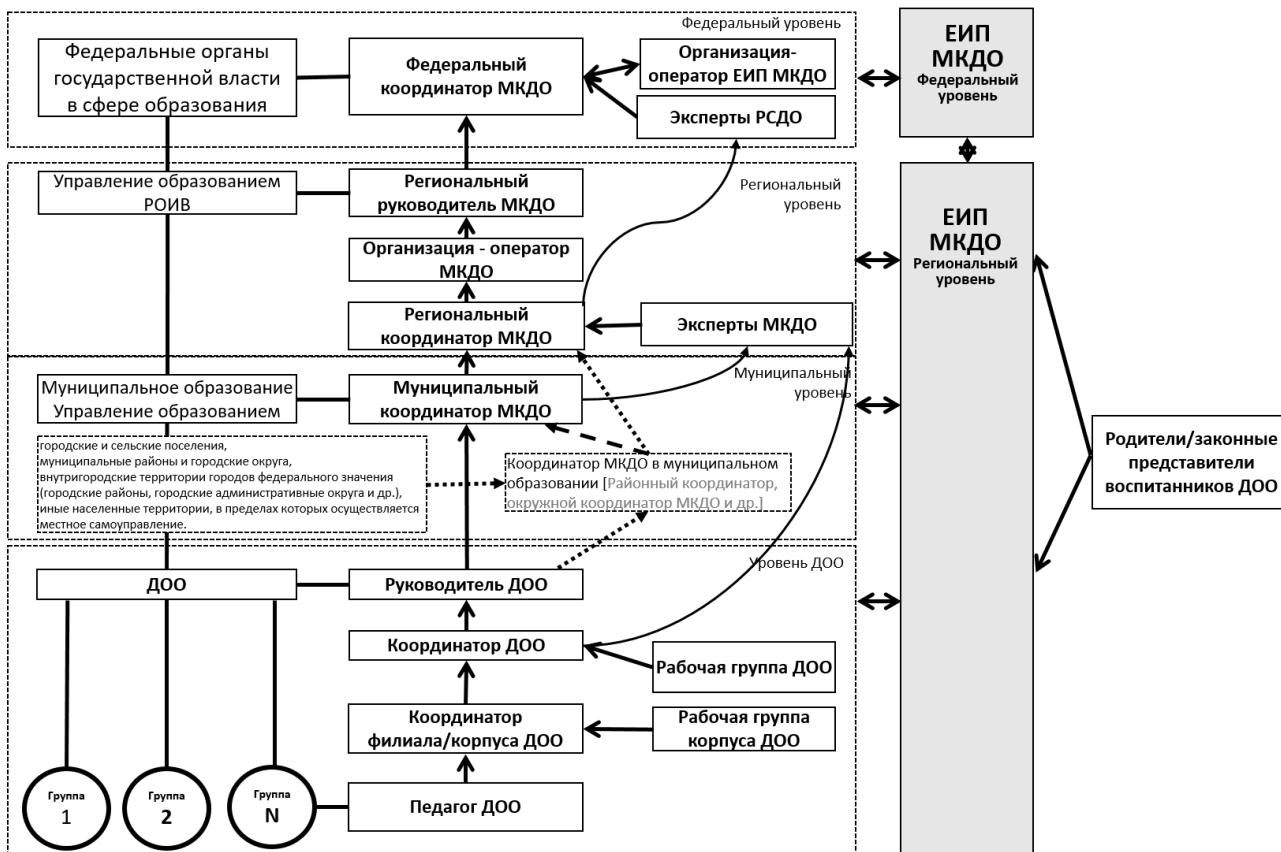 Федеральный уровень
Федеральные органы
государственной власти
в сфере образования
Федеральный
координатор МКДО
Организация-
оператор ЕИП МКДО
Эксперты РСДО
ЕИП
МКДО
Федеральный
уровень
Управление образованием
РОИВ
Региональный
руководитель МКДО
Региональный
уровень
Организация - оператор
МКДО
Региональный
координатор МКДО
Эксперты МКДО
ЕИП
МКДО
Региональный
уровень
Муниципальное образование
Управление образованием
Муниципальный
координатор МКДО
Муниципальный
уровень
городские и сельские поселения,
муниципальные районы и городские округа,
внутригородские территории городов федерального значения
(городские районы, городские административные округа и др.),
иные населенные территории, в пределах которых осуществляется
местное самоуправление.
Координатор МКДО в муниципальном
образовании [Районный координатор,
окружной координатор МКДО и др.]
Родители/законные
представители
воспитанников ДОО
Уровень ДОО
ДОО
Руководитель ДОО
Координатор ДОО
Рабочая группа ДОО
Координатор
филиала/корпуса ДОО
Рабочая группа
корпуса ДОО
Группа
1
Группа
2
Группа
N
Педагог ДОО